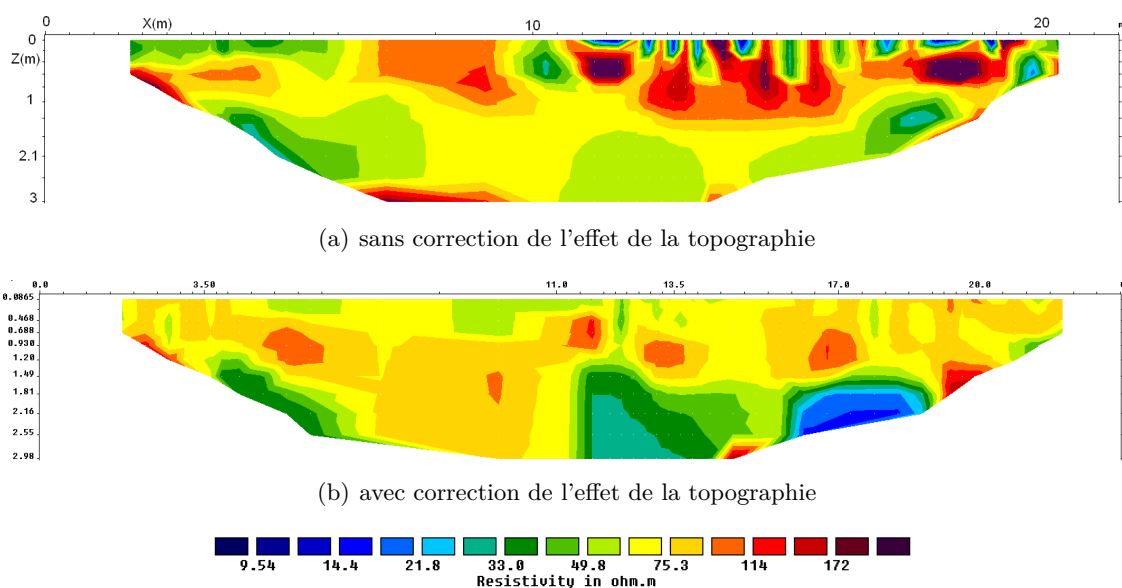 0 X(m) 10 20 m
0
Z(m)
1
2.1
3
(a) sans correction de l'effet de la topographie
0.0 3.50 11.0 13.5 17.0 20.0 m
0.0865
0.468
0.688
0.930
1.20
1.49
1.81
2.16
2.55
2.98
(b) avec correction de l'effet de la topographie
9.54 14.4 21.8 33.0 49.8 75.3 114 172
Resistivity in ohm.m